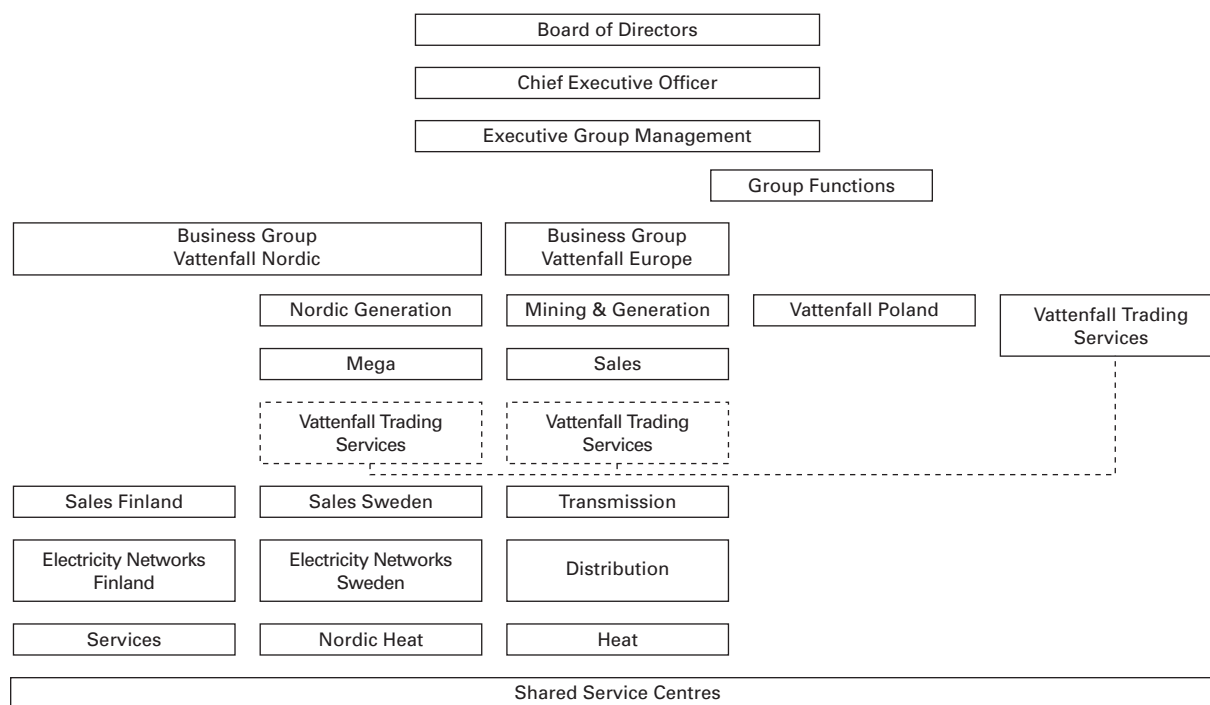 Board of Directors
Chief Executive Officer
Executive Group Management
Group Functions
Business Group
Vattenfall Nordic
Business Group
Vattenfall Europe
Nordic Generation
Mining & Generation
Vattenfall Poland
Vattenfall Trading
Services
Mega
Sales
Vattenfall Trading
Services
Vattenfall Trading
Services
Sales Finland
Sales Sweden
Transmission
Electricity Networks
Finland
Electricity Networks
Sweden
Distribution
Services
Nordic Heat
Heat
Shared Service Centres